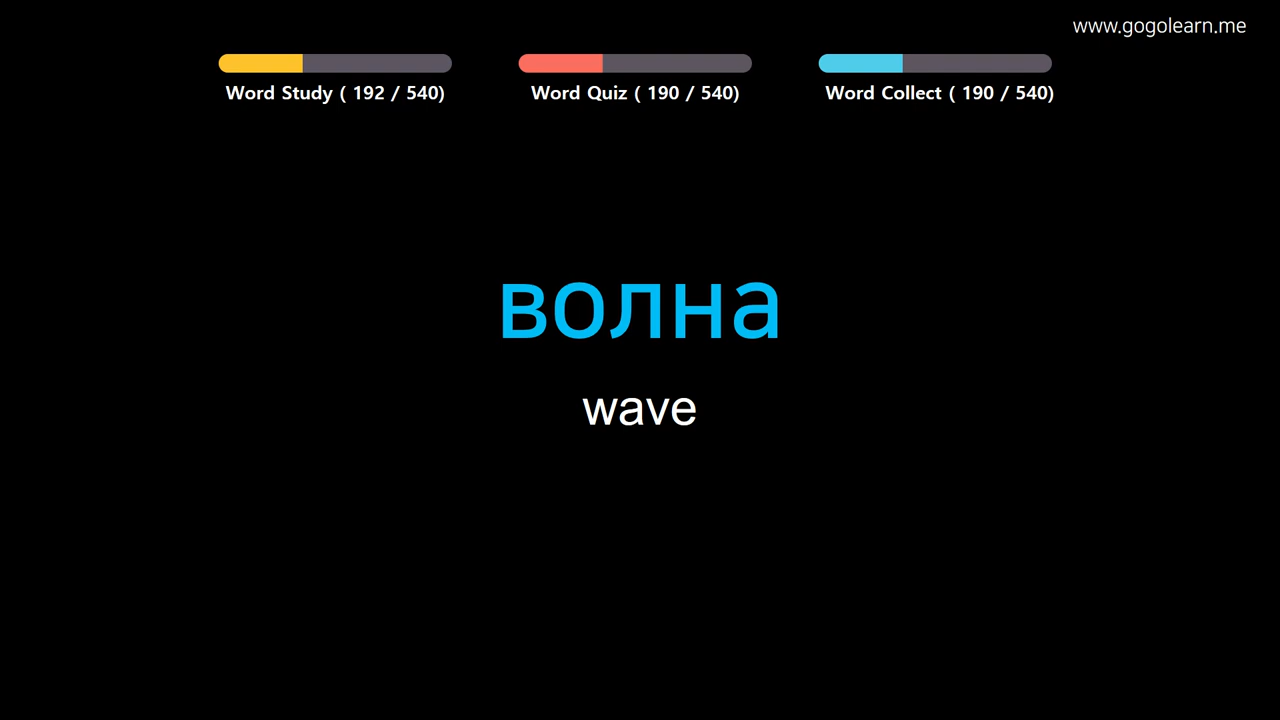 www.gogolearn.me
Word Study ( 192 / 540)
Word Quiz ( 190 / 540)
Word Collect ( 190 / 540)
волна
wave